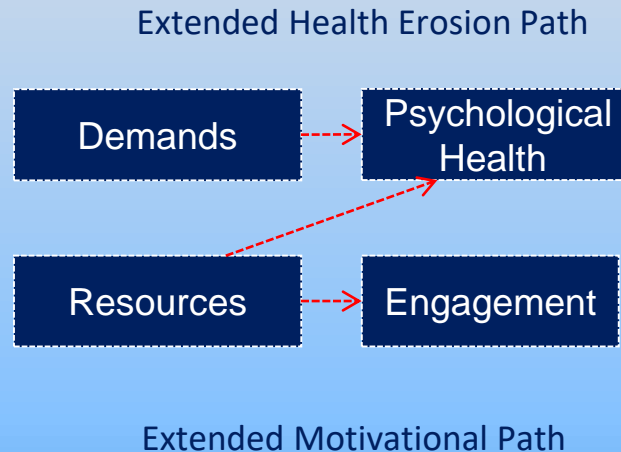 Extended Health Erosion Path
Demands
Psychological
Health
Resources
Engagement
Extended Motivational Path